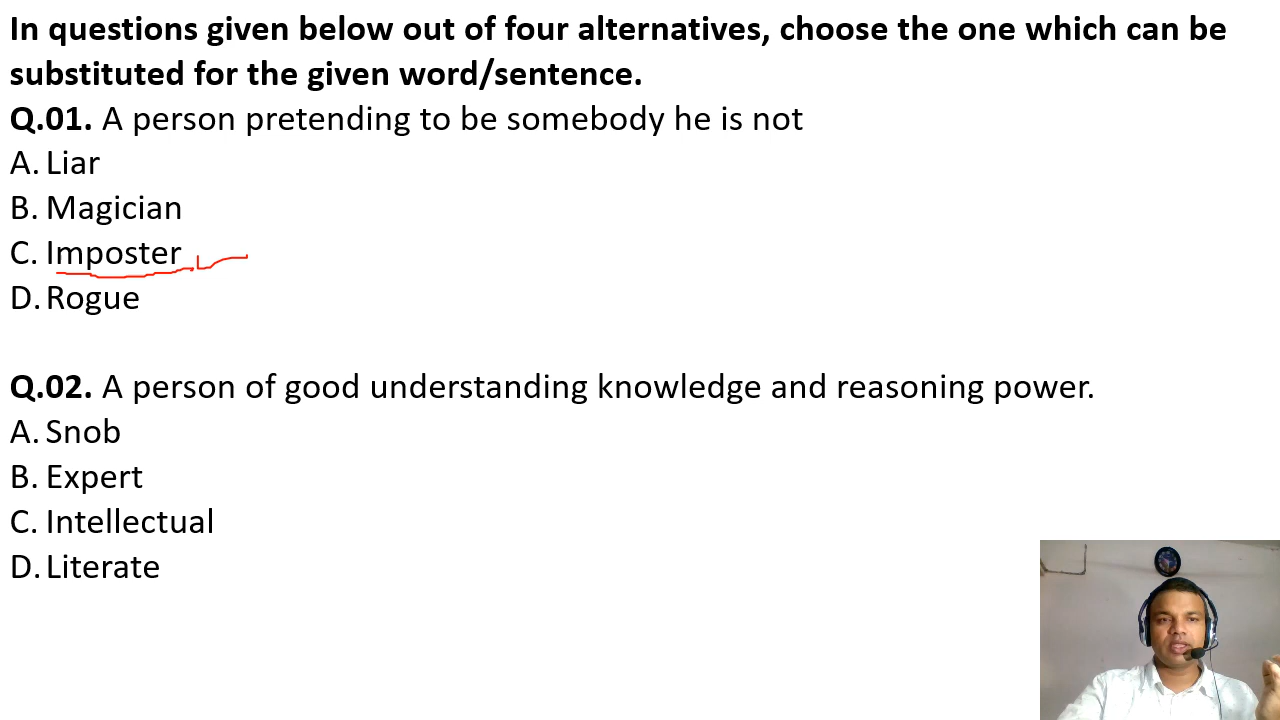 In questions given below out of four alternatives, choose the one which can be
substituted for the given word/sentence.
Q.01. A person pretending to be somebody he is not
A. Liar
B. Magician
C. Imposter
D. Rogue
Q.02. A person of good understanding knowledge and reasoning power.
A. Snob
B. Expert
C. Intellectual
D. Literate